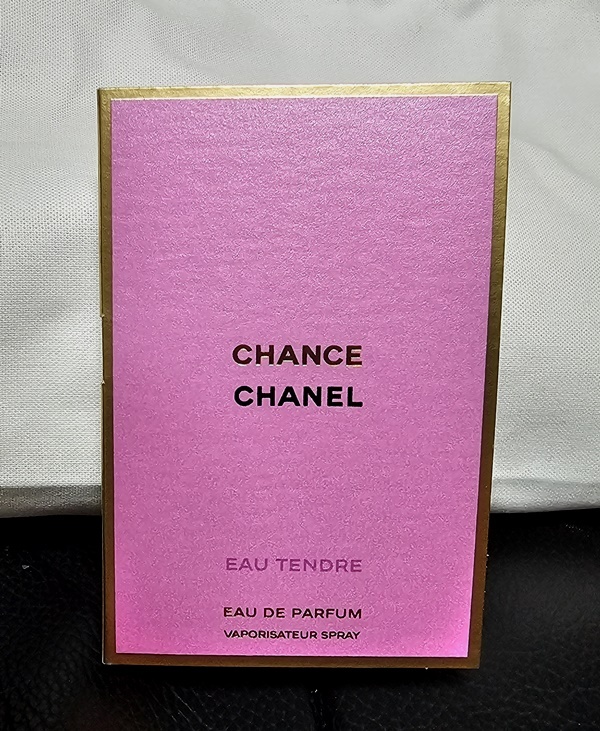 CHANCE
CHANEL
EAU TENDRE
EAU DE PARFUM
VAPORISATEUR SPRAY